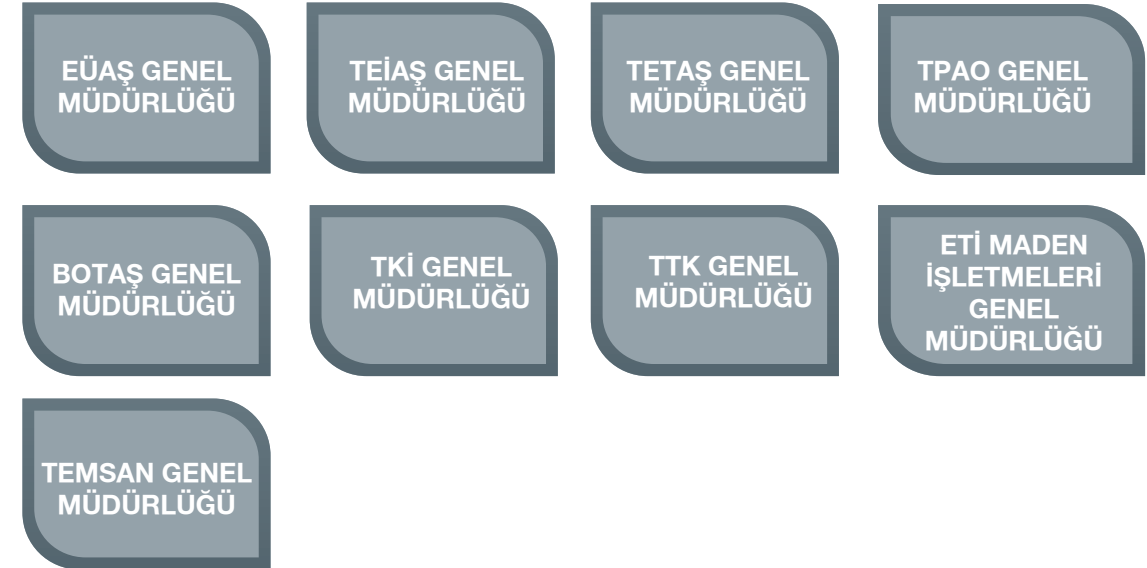 EÜAŞ GENEL
MÜDÜRLÜĞÜ
TEİAŞ GENEL
MÜDÜRLÜĞÜ
TETAŞ GENEL
MÜDÜRLÜĞÜ
TPAO GENEL
MÜDÜRLÜĞÜ
BOTAŞ GENEL
MÜDÜRLÜĞÜ
TKİ GENEL
MÜDÜRLÜĞÜ
TTK GENEL
MÜDÜRLÜĞÜ
ETİ MADEN
İŞLETMELERİ
GENEL
MÜDÜRLÜĞÜ
TEMSAN GENEL
MÜDÜRLÜĞÜ